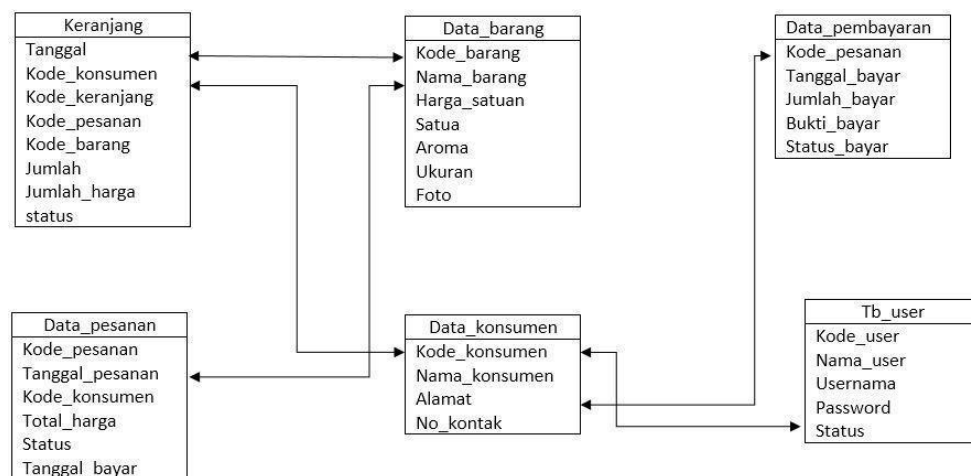 Keranjang
Tanggal
Kode_konsumen
Kode_keranjang
Kode_pesanan
Kode_barang
Jumlah
Jumlah_harga
status
Data_barang
Kode_barang
Nama_barang
Harga_satuan
Satua
Aroma
Ukuran
Foto
Data_pembayaran
Kode_pesanan
Tanggal_bayar
Jumlah_bayar
Bukti_bayar
Status_bayar
Data_pesanan
Kode_pesanan
Tanggal_pesanan
Kode_konsumen
Total_harga
Status
Tanggal_bayar
Data_konsumen
Kode_konsumen
Nama_konsumen
Alamat
No_kontak
Tb_user
Kode_user
Nama_user
Usernama
Password
Status